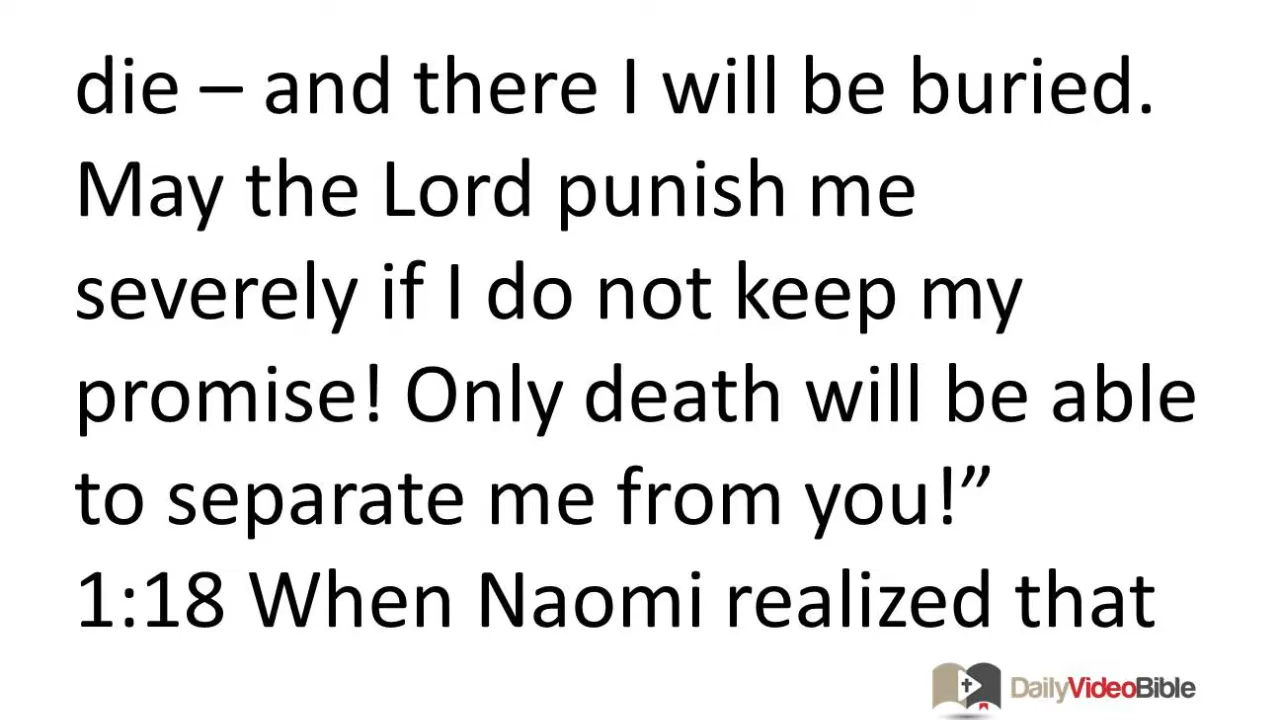 die – and there I will be buried.
May the Lord punish me
severely if I do not keep my
promise! Only death will be able
to separate me from you!”
1:18 When Naomi realized that
DailyVideoBible